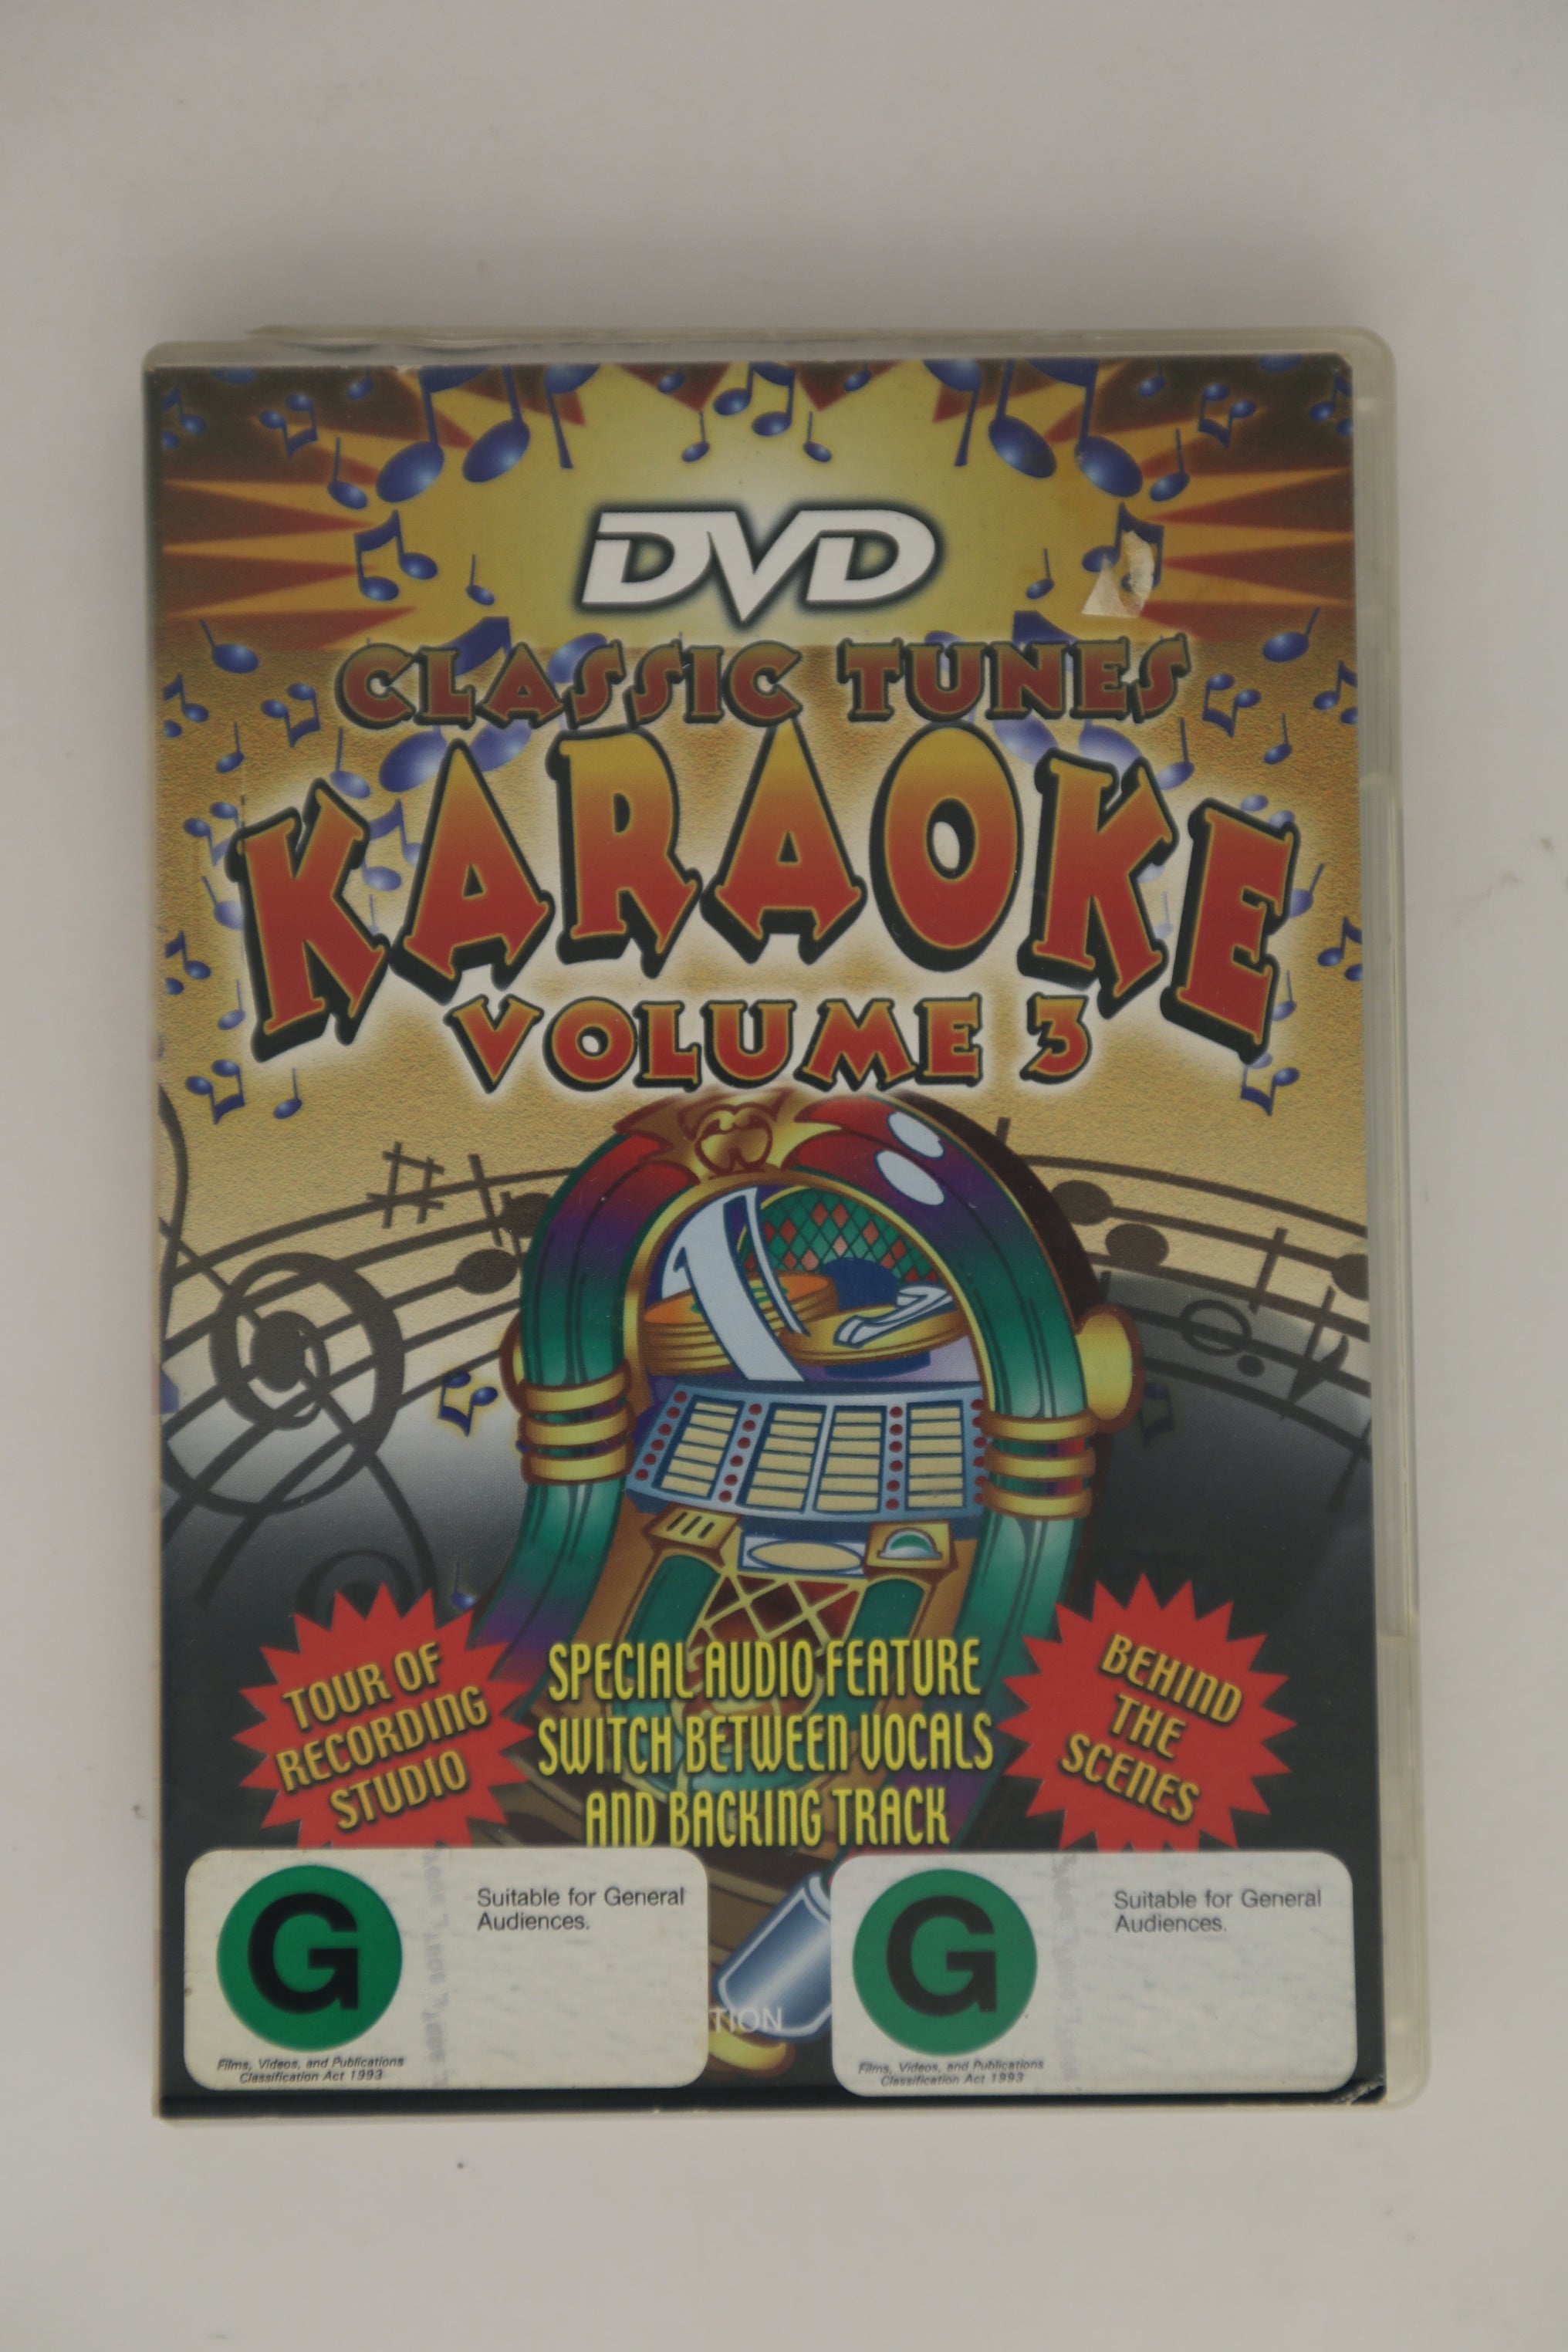 DVD
CLASSIC TUNES
KARAOKE
VOLUME 3
TOUR OF
RECORDING
STUDIO
SPECIAL AUDIO FEATURE
SWITCH BETWEEN VOCALS
AND BACKING TRACK
BEHIND
THE
SCENES
G
Suitable for General
Audiences.
Films, Videos, and Publications
Classification Act 1993
TION
G
Suitable for General
Audiences.
Films, Videos, and Publications
Classification Act 1993